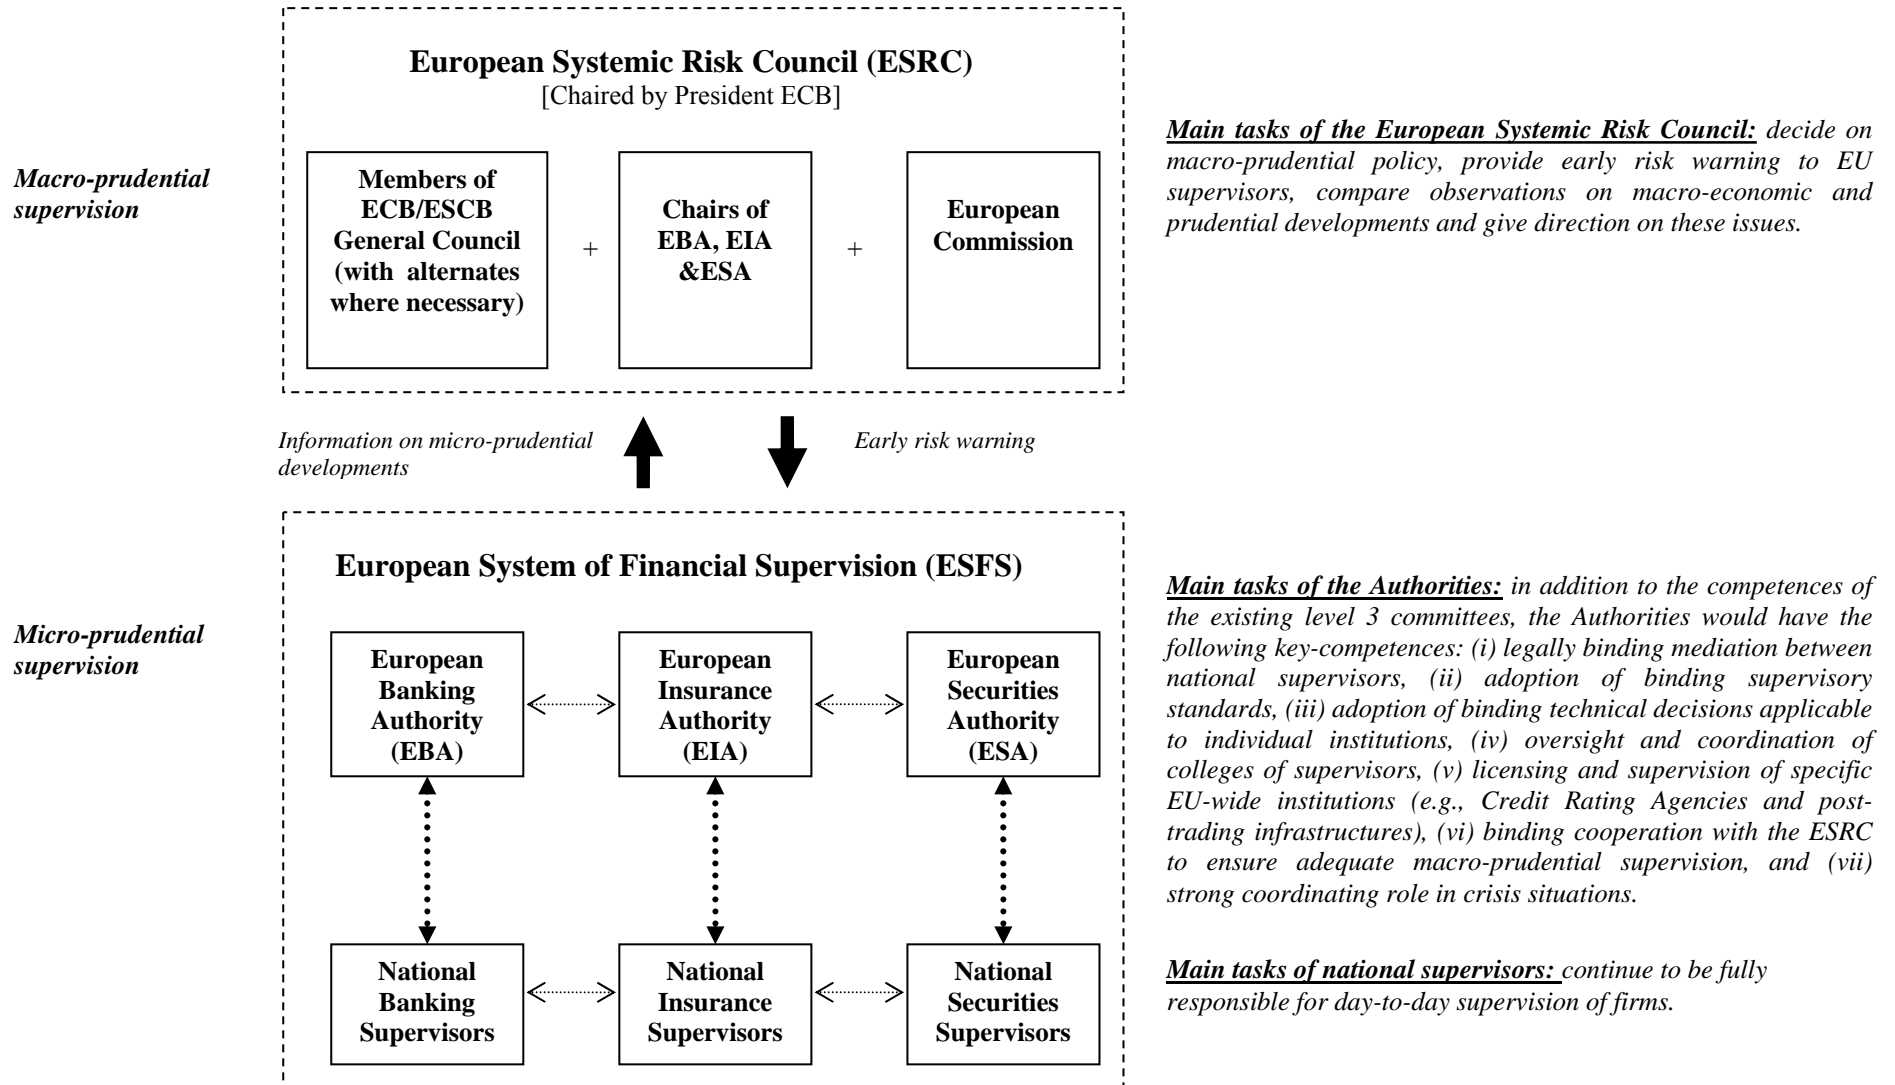 European Systemic Risk Council (ESRC)
[Chaired by President ECB]
Macro-prudential
supervision
Members of
ECB/ESCB
General Council
(with alternates
where necessary)
+
Chairs of
EBA, EIA
&ESA
+
European
Commission
Main tasks of the European Systemic Risk Council: decide on
macro-prudential policy, provide early risk warning to EU
supervisors, compare observations on macro-economic and
prudential developments and give direction on these issues.
Information on micro-prudential
developments
Early risk warning
European System of Financial Supervision (ESFS)
Micro-prudential
supervision
European
Banking
Authority
(EBA)
European
Insurance
Authority
(EIA)
European
Securities
Authority
(ESA)
Main tasks of the Authorities: in addition to the competences of
the existing level 3 committees, the Authorities would have the
following key-competences: (i) legally binding mediation between
national supervisors, (ii) adoption of binding supervisory
standards, (iii) adoption of binding technical decisions applicable
to individual institutions, (iv) oversight and coordination of
colleges of supervisors, (v) licensing and supervision of specific
EU-wide institutions (e.g., Credit Rating Agencies and post-
trading infrastructures), (vi) binding cooperation with the ESRC
to ensure adequate macro-prudential supervision, and (vii)
strong coordinating role in crisis situations.
National
Banking
Supervisors
National
Insurance
Supervisors
National
Securities
Supervisors
Main tasks of national supervisors: continue to be fully
responsible for day-to-day supervision of firms.